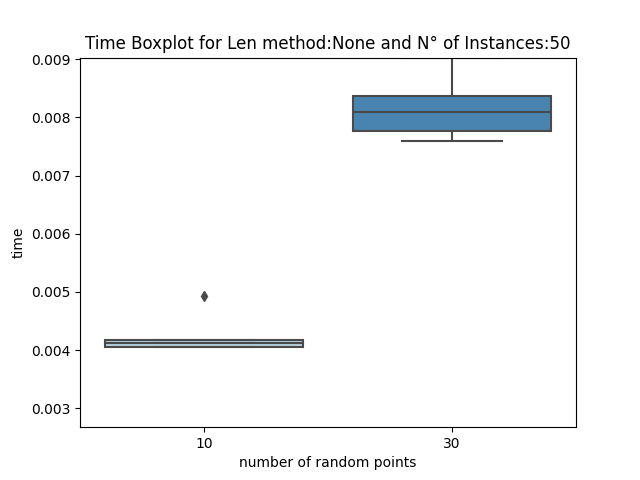 Time Boxplot for Len method:None and N° of Instances:50
0.009
0.008
0.007
0.006
0.005
0.004
0.003
time
10 30
number of random points